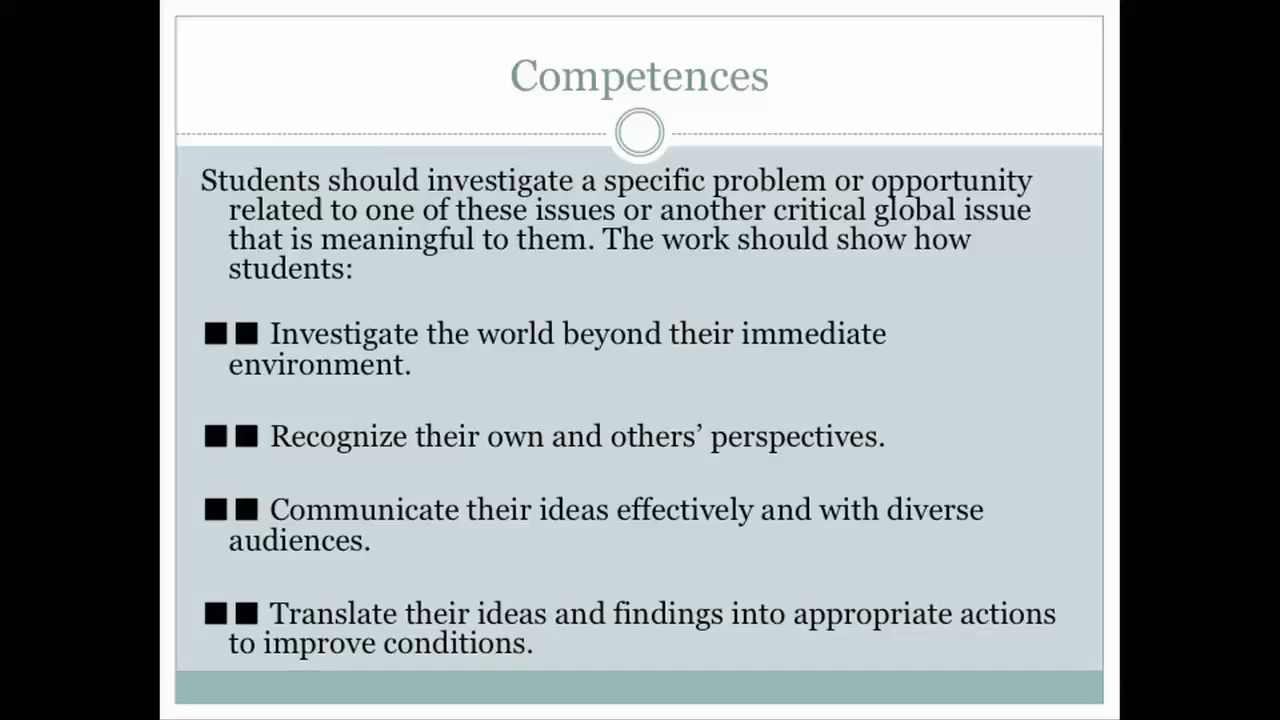 Competences
Students should investigate a specific problem or opportunity
related to one of these issues or another critical global issue
that is meaningful to them. The work should show how
students:
■■ Investigate the world beyond their immediate
environment.
■■ Recognize their own and others’ perspectives.
■■ Communicate their ideas effectively and with diverse
audiences.
■■ Translate their ideas and findings into appropriate actions
to improve conditions.